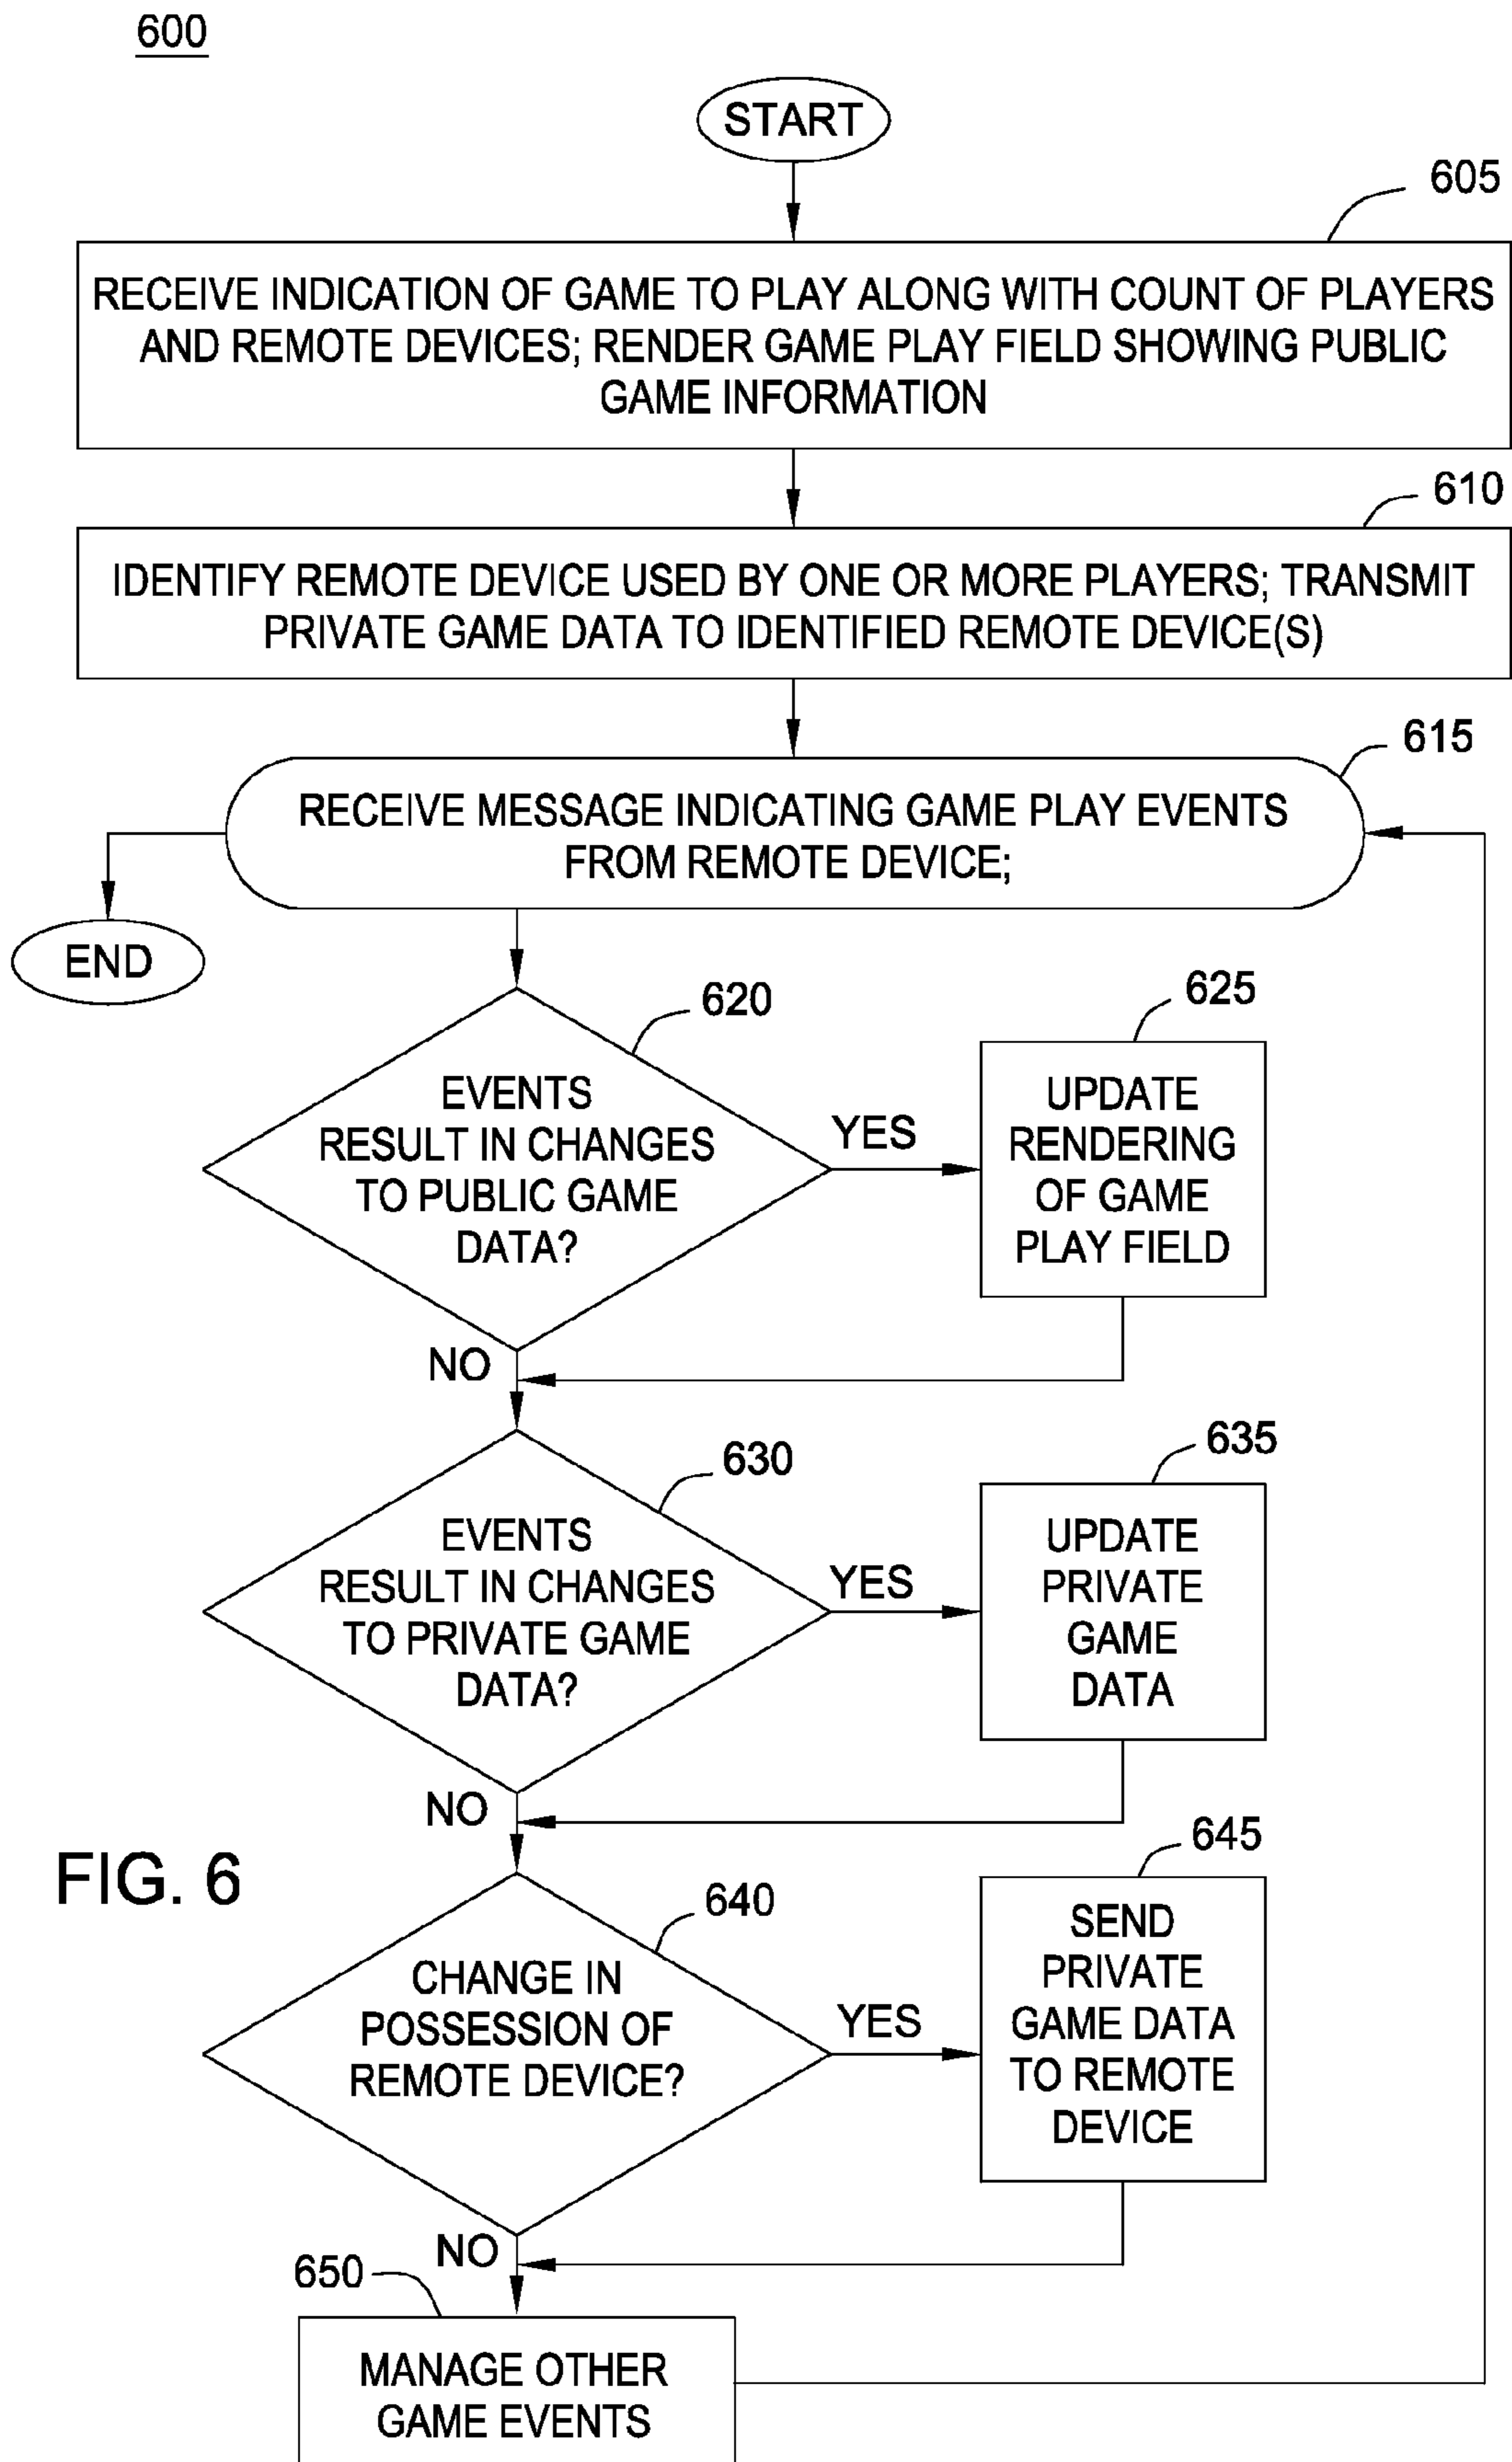 600
START
605
RECEIVE INDICATION OF GAME TO PLAY ALONG WITH COUNT OF PLAYERS
AND REMOTE DEVICES; RENDER GAME PLAY FIELD SHOWING PUBLIC
GAME INFORMATION
610
IDENTIFY REMOTE DEVICE USED BY ONE OR MORE PLAYERS; TRANSMIT
PRIVATE GAME DATA TO IDENTIFIED REMOTE DEVICE(S)
615
RECEIVE MESSAGE INDICATING GAME PLAY EVENTS
FROM REMOTE DEVICE;
END
620
EVENTS
RESULT IN CHANGES
TO PUBLIC GAME
DATA?
YES
625
UPDATE
RENDERING
OF GAME
PLAY FIELD
NO
630
EVENTS
RESULT IN CHANGES
TO PRIVATE GAME
DATA?
YES
635
UPDATE
PRIVATE
GAME
DATA
NO
FIG. 6
640
CHANGE IN
POSSESSION OF
REMOTE DEVICE?
YES
645
SEND
PRIVATE
GAME DATA
TO REMOTE
DEVICE
NO
650
MANAGE OTHER
GAME EVENTS